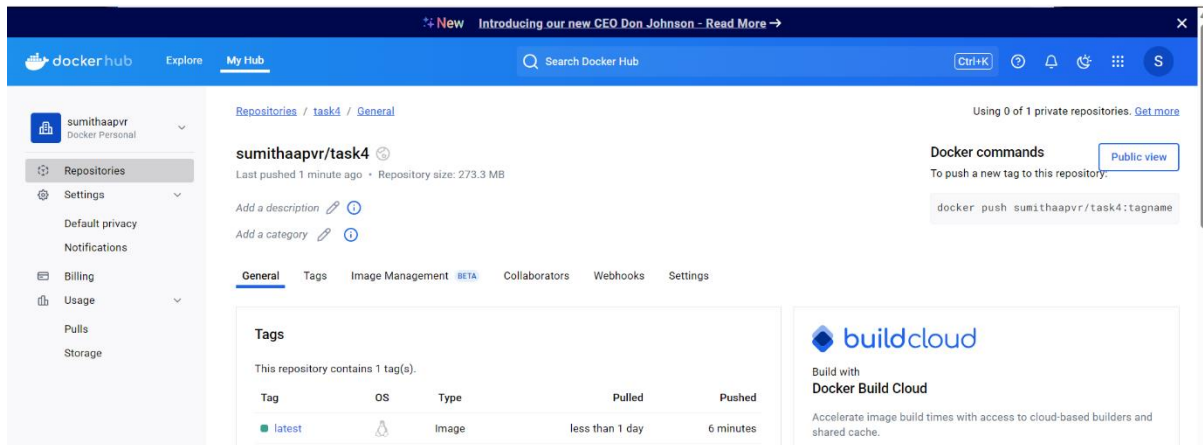 New Introducing our new CEO Don Johnson - Read More →
dockerhub Explore My Hub Search Docker Hub Ctrl+K S
sumithaapvr
Docker Personal
Repositories
Settings
Default privacy
Notifications
Billing
Usage
Pulls
Storage
Repositories / task4 / General
Using 0 of 1 private repositories. Get more
sumithaapvr/task4
Last pushed 1 minute ago • Repository size: 273.3 MB
Add a description
Add a category
Docker commands
Public view
To push a new tag to this repository:
docker push sumithaapvr/task4:tagname
General Tags Image Management BETA Collaborators Webhooks Settings
Tags
This repository contains 1 tag(s).
Tag OS Type Pulled Pushed
latest Image less than 1 day 6 minutes
buildcloud
Build with
Docker Build Cloud
Accelerate image build times with access to cloud-based builders and
shared cache.